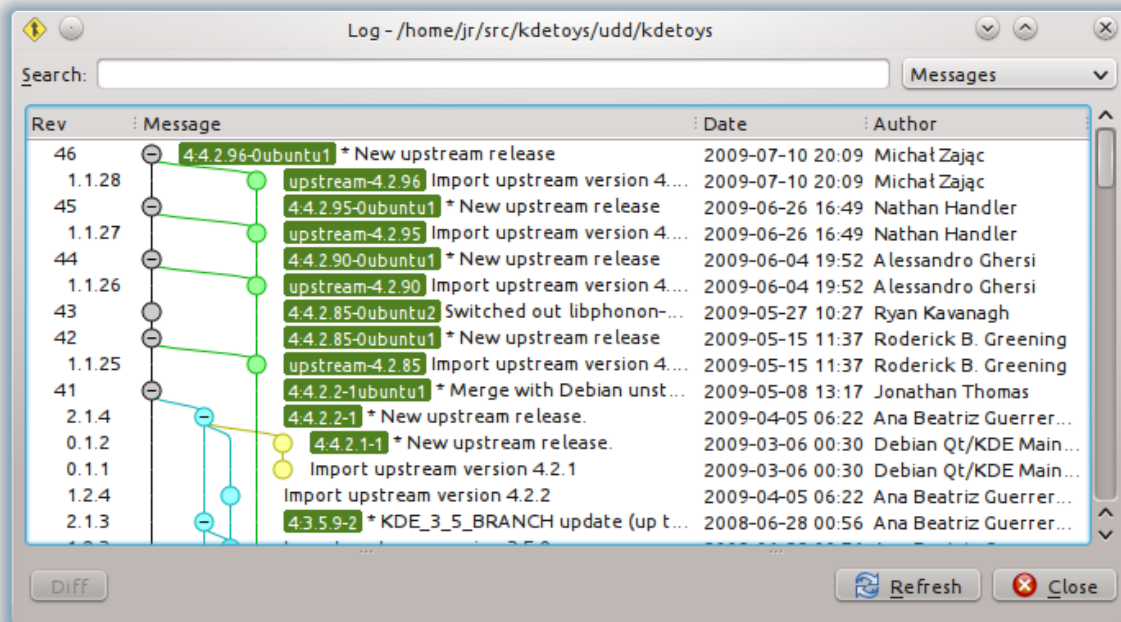 Log - /home/jr/src/kdetoys/udd/kdetoys
Search: Messages
Rev Message Date Author
46 4:4.2.96-0ubuntu1 * New upstream release 2009-07-10 20:09 Michał Zając
1.1.28 upstream-4.2.96 Import upstream version 4.... 2009-07-10 20:09 Michał Zając
45 4:4.2.95-0ubuntu1 * New upstream release 2009-06-26 16:49 Nathan Handler
1.1.27 upstream-4.2.95 Import upstream version 4.... 2009-06-26 16:49 Nathan Handler
44 4:4.2.90-0ubuntu1 * New upstream release 2009-06-04 19:52 Alessandro Ghersi
1.1.26 upstream-4.2.90 Import upstream version 4.... 2009-06-04 19:52 Alessandro Ghersi
43 4:4.2.85-0ubuntu2 Switched out libphonon-... 2009-05-27 10:27 Ryan Kavanagh
42 4:4.2.85-0ubuntu1 * New upstream release 2009-05-15 11:37 Roderick B. Greening
1.1.25 upstream-4.2.85 Import upstream version 4.... 2009-05-15 11:37 Roderick B. Greening
41 4:4.2.2-1ubuntu1 * Merge with Debian unst... 2009-05-08 13:17 Jonathan Thomas
2.1.4 4:4.2.2-1 * New upstream release. 2009-04-05 06:22 Ana Beatriz Guerrer...
0.1.2 4:4.2.1-1 * New upstream release. 2009-03-06 00:30 Debian Qt/KDE Main...
0.1.1 Import upstream version 4.2.1 2009-03-06 00:30 Debian Qt/KDE Main...
1.2.4 Import upstream version 4.2.2 2009-04-05 06:22 Ana Beatriz Guerrer...
2.1.3 4:3.5.9-2 * KDE_3_5_BRANCH update (up t... 2008-06-28 00:56 Ana Beatriz Guerrer...
Diff Refresh Close